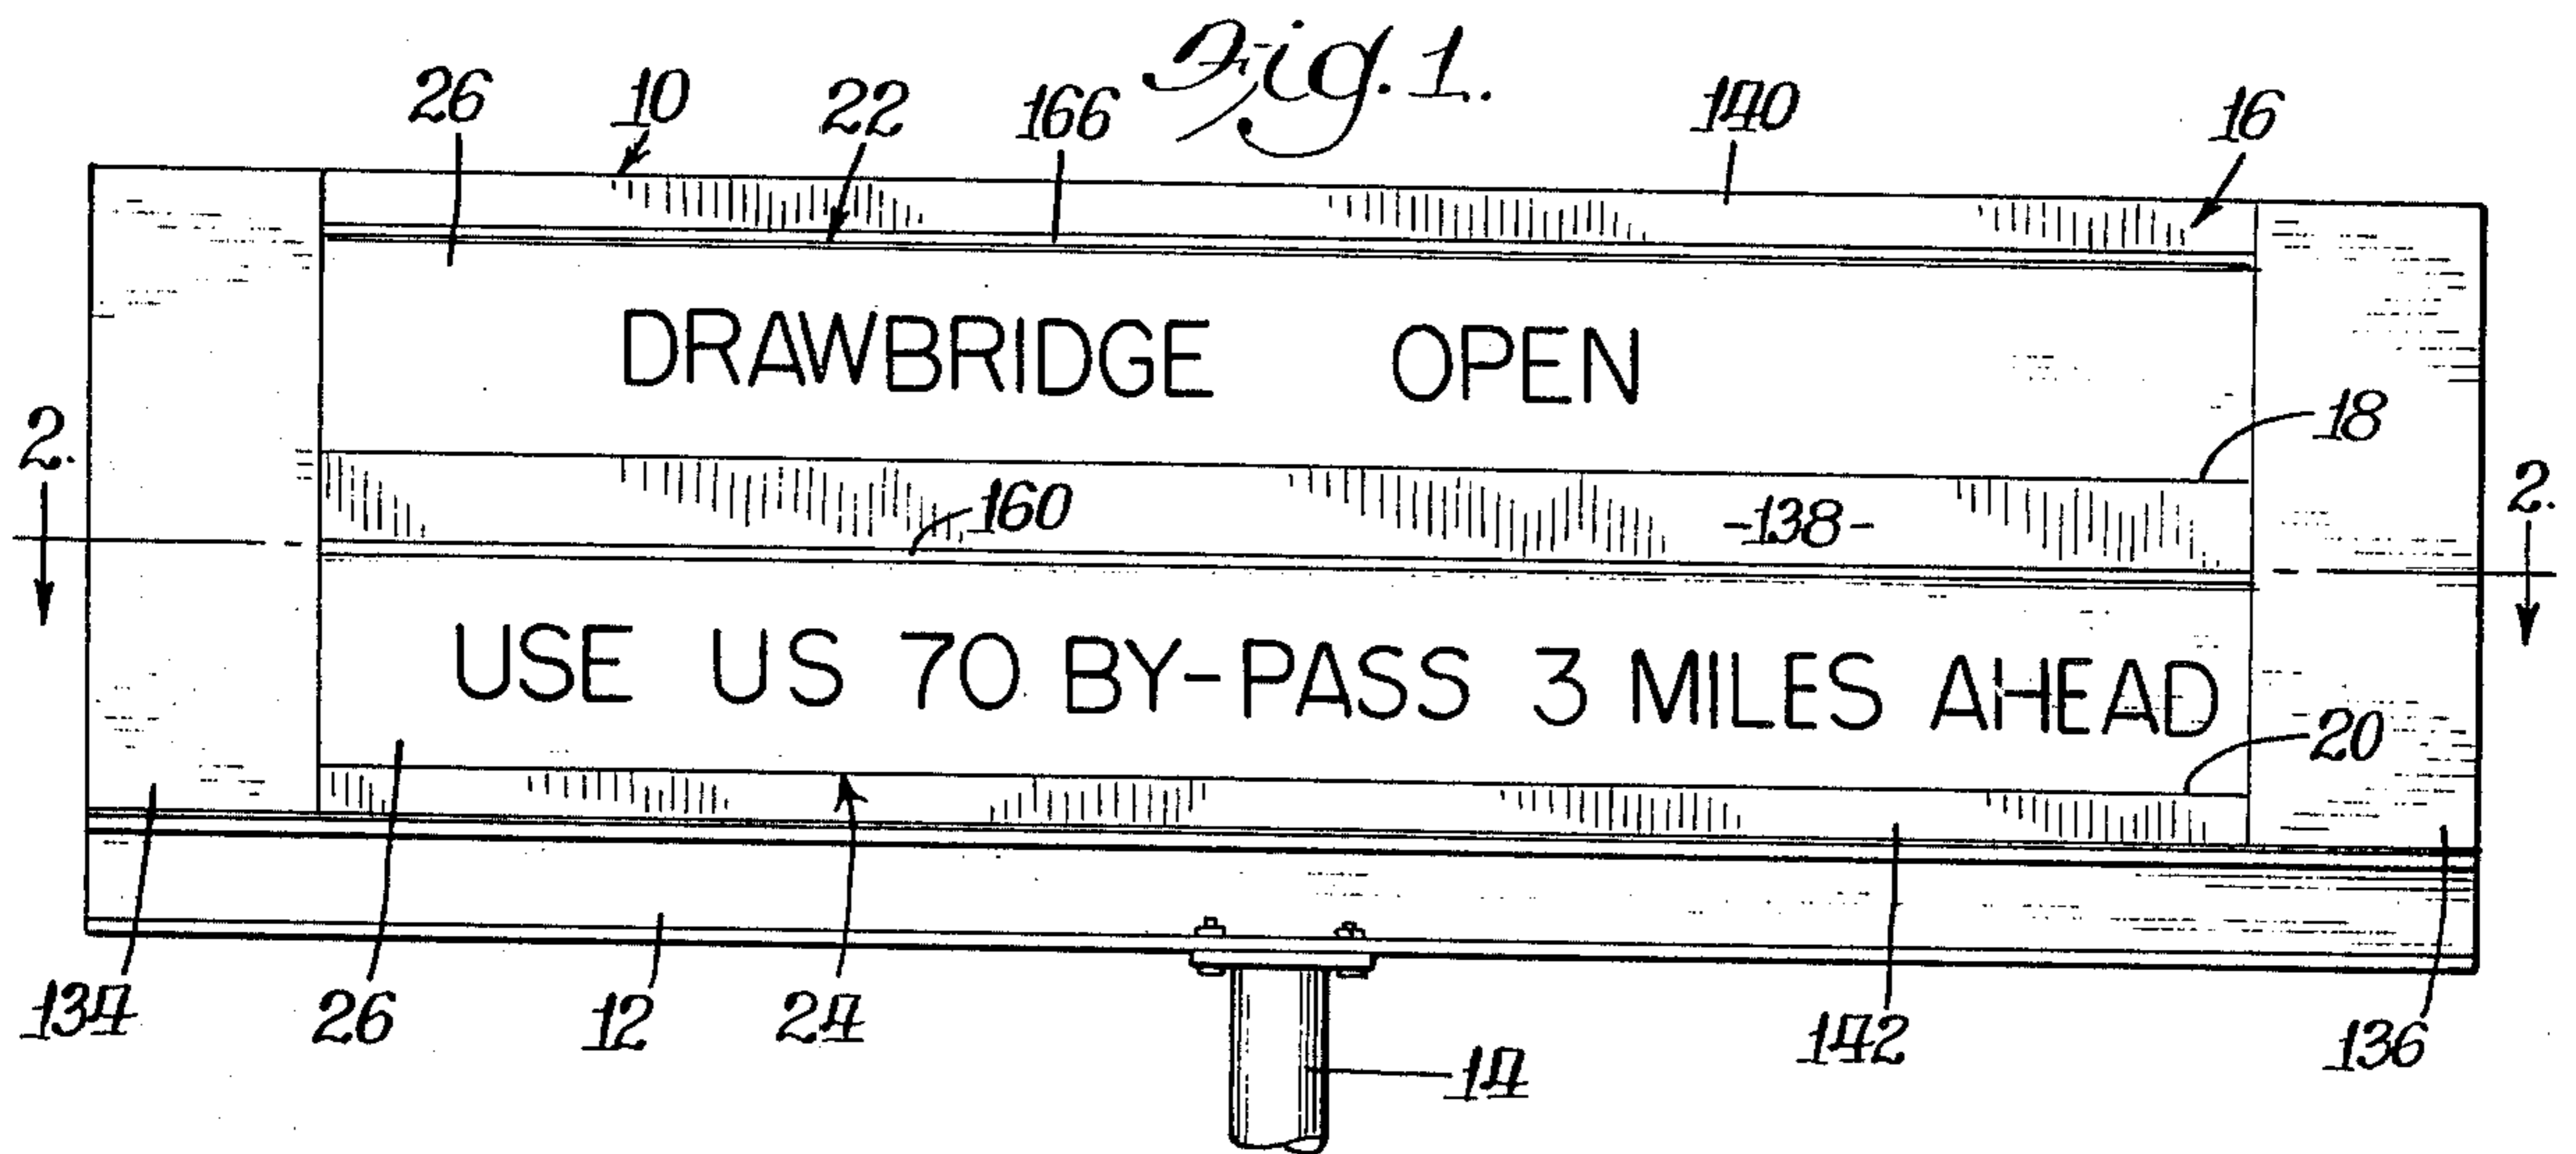 Fig. 1.
26 10 22 166 140 16
DRAWBRIDGE OPEN
18
2. 2.
160 -138-
USE US 70 BY-PASS 3 MILES AHEAD
20
134 26 12 24 142 136
14